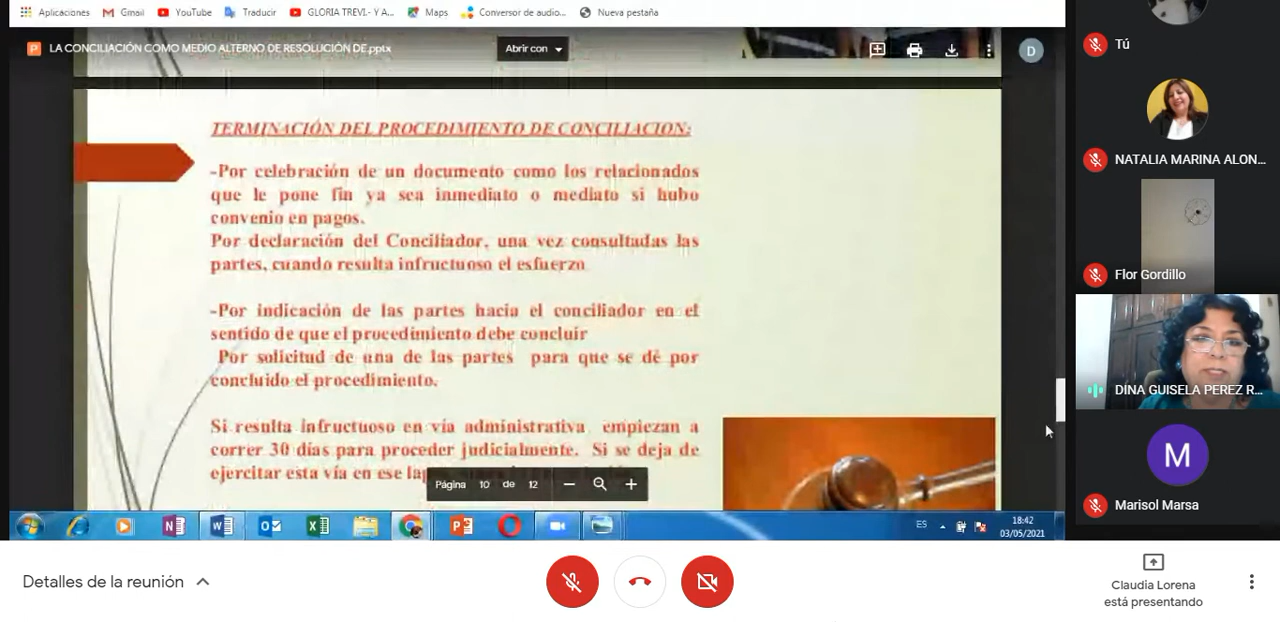 Aplicaciones
Gmail
YouTube
Traducir
GLORIA TREVI.- Y A...
Maps
Conversor de audio...
Nueva pestaña
LA CONCILIACIÓN COMO MEDIO ALTERNO DE RESOLUCIÓN DE.pptx
Abrir con
D
TERMINACIÓN DEL PROCEDIMIENTO DE CONCILIACION:
-Por celebración de un documento como los relacionados
que le pone fin ya sea inmediato o mediato si hubo
convenio en pagos.
Por declaración del Conciliador, una vez consultadas las
partes, cuando resulta infructuoso el esfuerzo
-Por indicación de las partes hacia el conciliador en el
sentido de que el procedimiento debe concluir
Por solicitud de una de las partes para que se dé por
concluido el procedimiento.
Si resulta infructuoso en vía administrativa empiezan a
correr 30 días para proceder judicialmente. Si se deja de
ejercitar esta vía en ese
Página 10 de 12
ES
18:42
03/05/2021
Tú
NATALIA MARINA ALON...
Flor Gordillo
DINA GUISELA PEREZ R...
M
Marisol Marsa
Detalles de la reunión
Claudia Lorena
está presentando